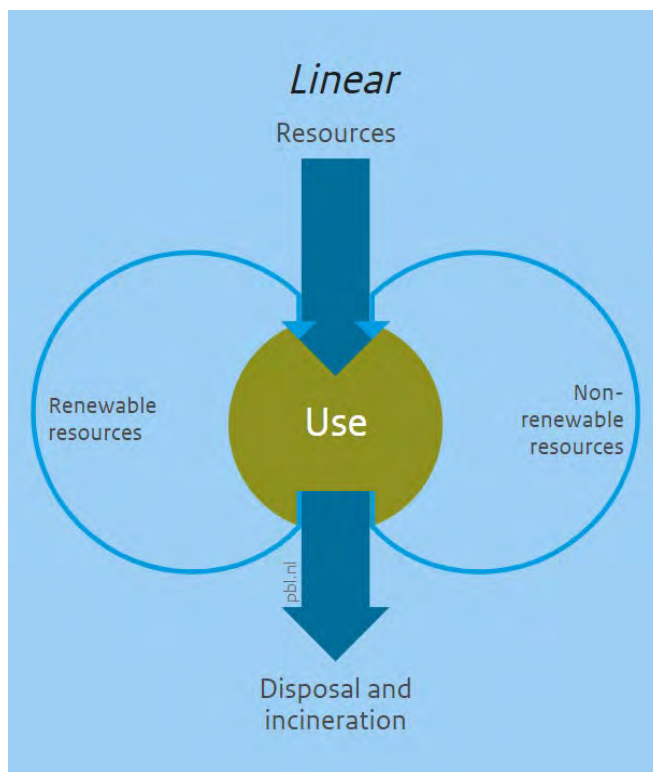 Linear
Resources
Renewable
resources
Use
Non-
renewable
resources
pbl.nl
Disposal and
incineration